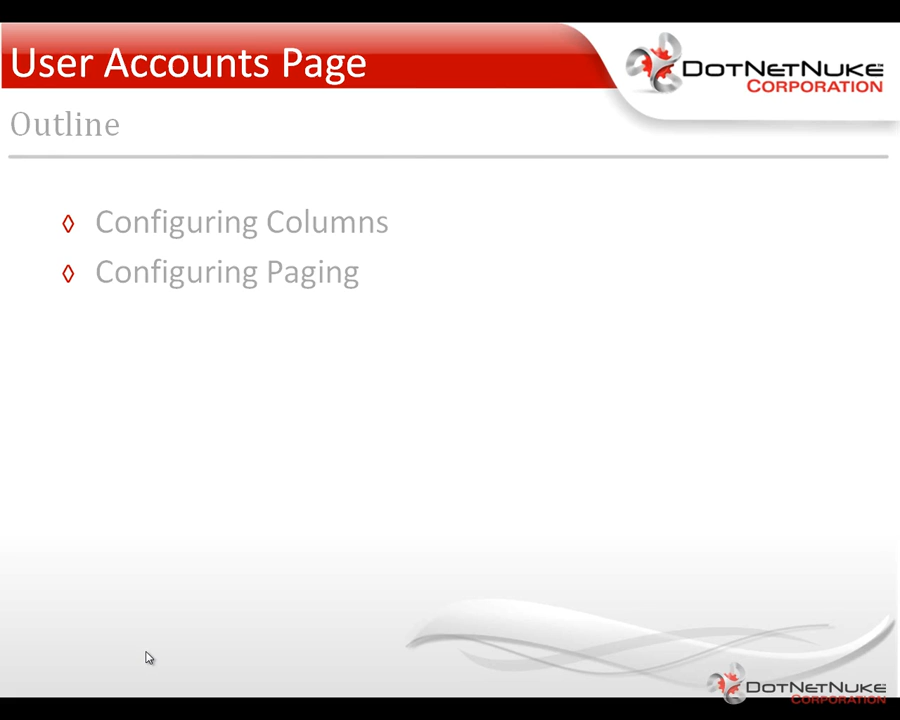 User Accounts Page
DotNetNuke
CORPORATION
Outline
◊ Configuring Columns
◊ Configuring Paging
DotNetNuke
CORPORATION